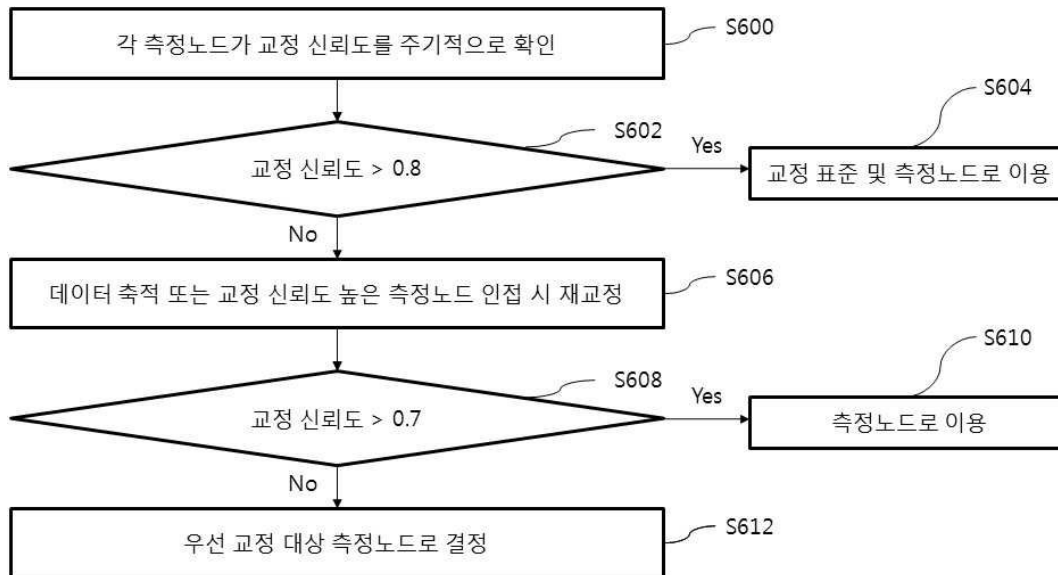 각 측정노드가 교정 신뢰도를 주기적으로 확인
S600
교정 신뢰도 > 0.8
S602
Yes
S604
교정 표준 및 측정노드로 이용
No
데이터 축적 또는 교정 신뢰도 높은 측정노드 인접 시 재교정
S606
교정 신뢰도 > 0.7
S608
Yes
S610
측정노드로 이용
No
우선 교정 대상 측정노드로 결정
S612